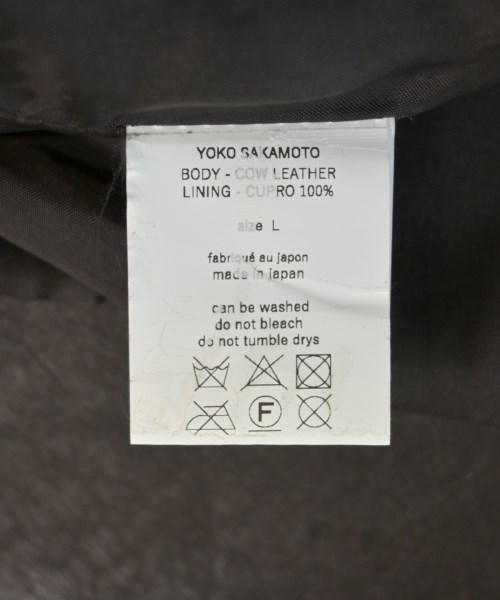 YOKO SAKAMOTO
BODY - COW LEATHER
LINING - CUPRO 100%
size L
fabriqué au japon
made in japan
can be washed
do not bleach
do not tumble drys
F